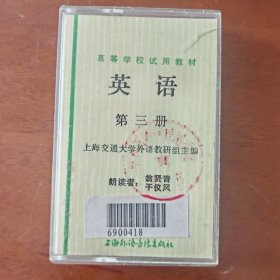 高等学校试用教材
英语
第三册
上海交通大学外语教研组主编
朗读者：翁贤青
于俊风
6900418
上海外语音像出版社